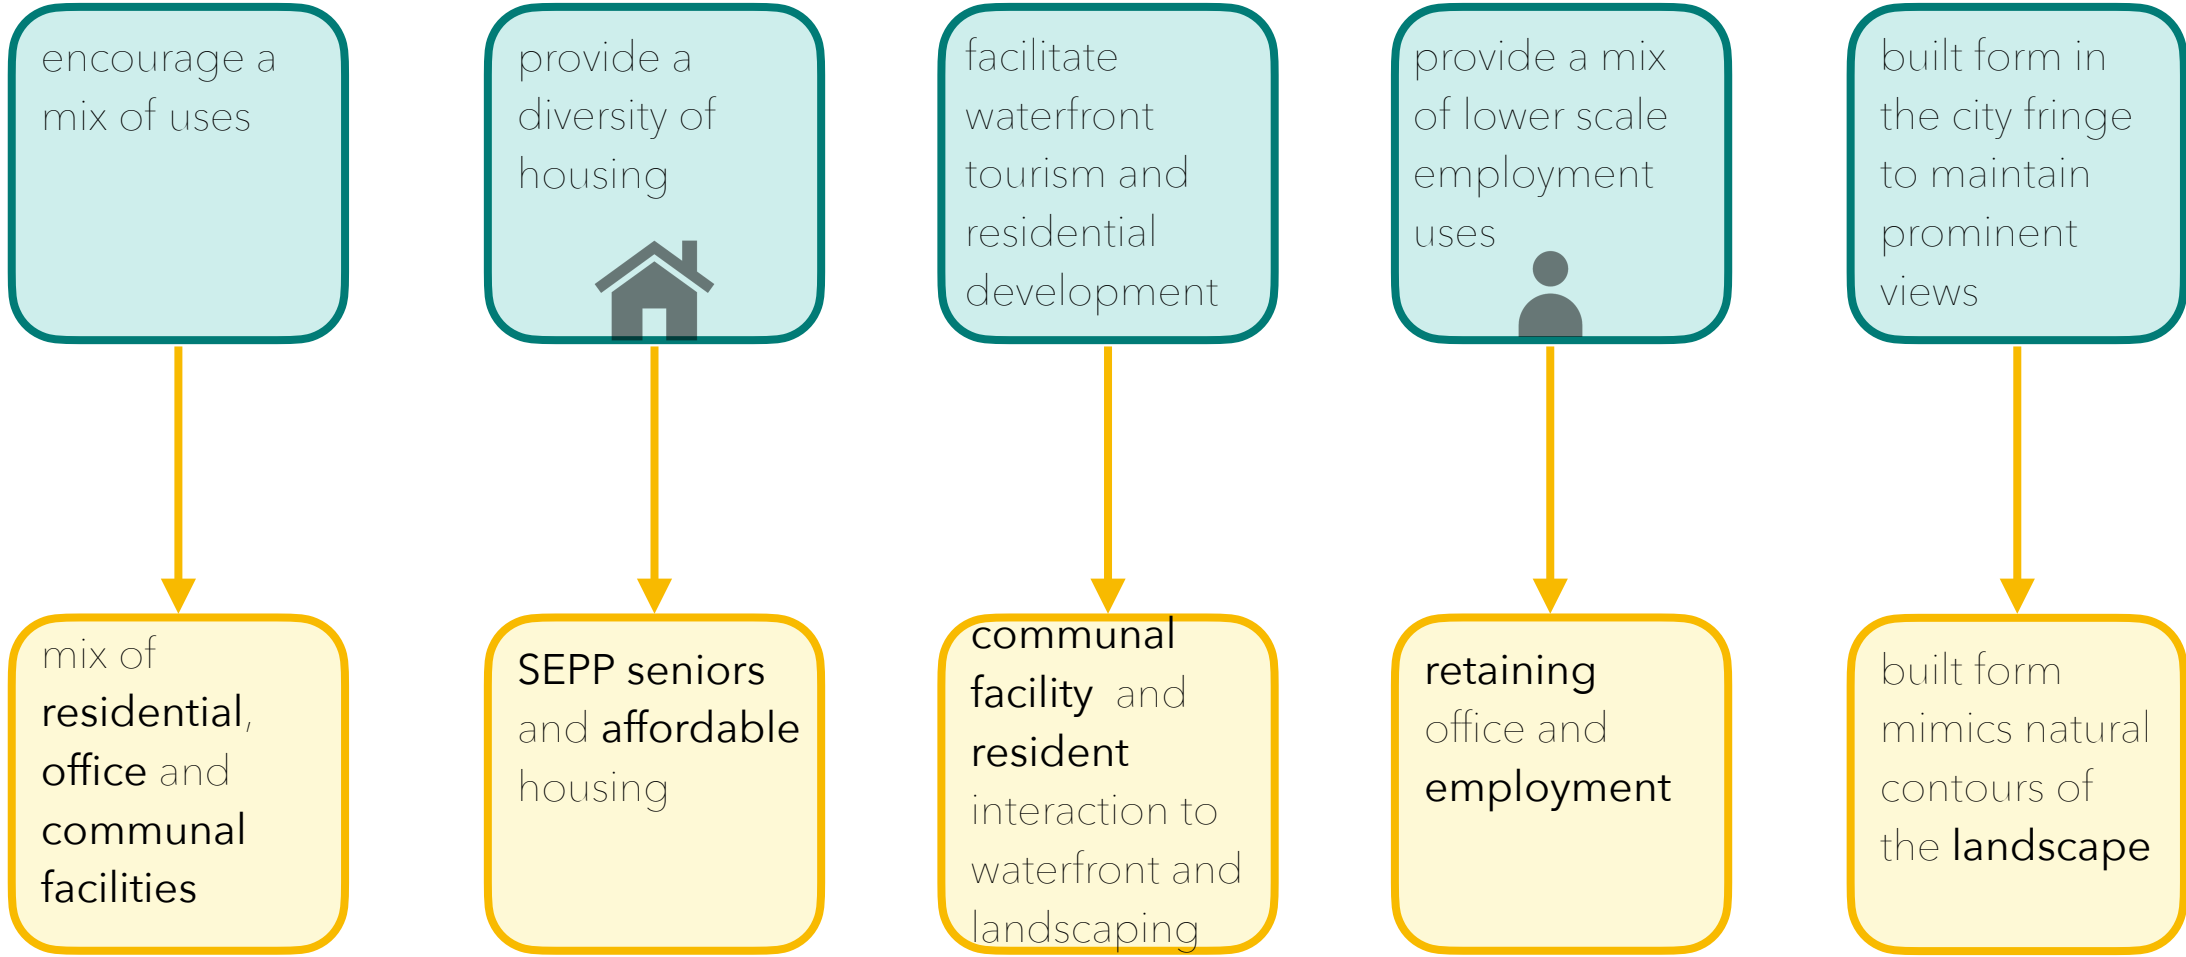 encourage a
mix of uses
provide a
diversity of
housing
facilitate
waterfront
tourism and
residential
development
provide a mix
of lower scale
employment
uses
built form in
the city fringe
to maintain
prominent
views
mix of
residential,
office and
communal
facilities
SEPP seniors
and affordable
housing
communal
facility and
resident
interaction to
waterfront and
landscaping
retaining
office and
employment
built form
mimics natural
contours of
the landscape